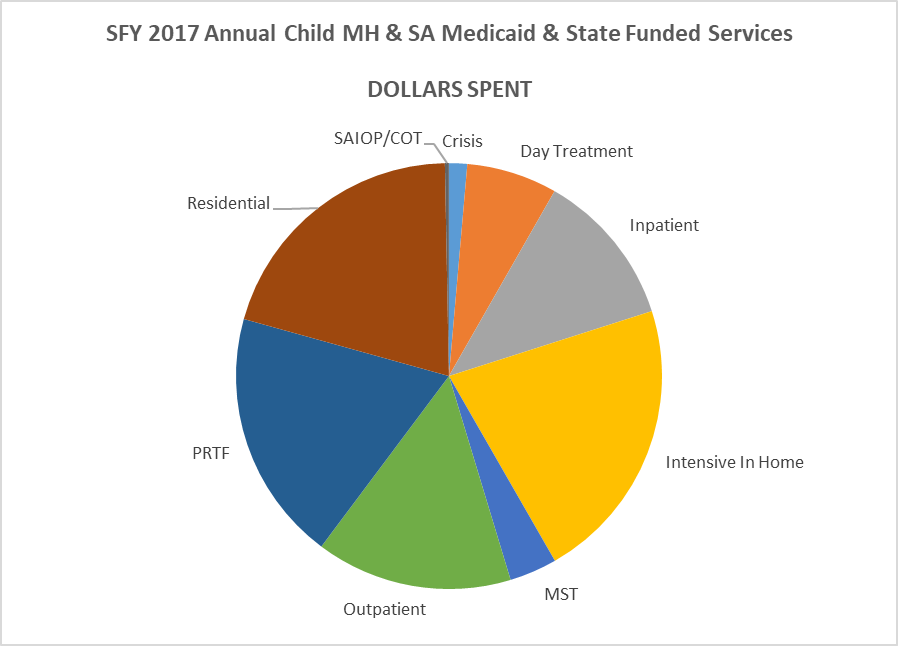 SFY 2017 Annual Child MH & SA Medicaid & State Funded Services
DOLLARS SPENT
SAIOP/COT
Crisis
Day Treatment
Residential
Inpatient
PRTF
Intensive In Home
MST
Outpatient